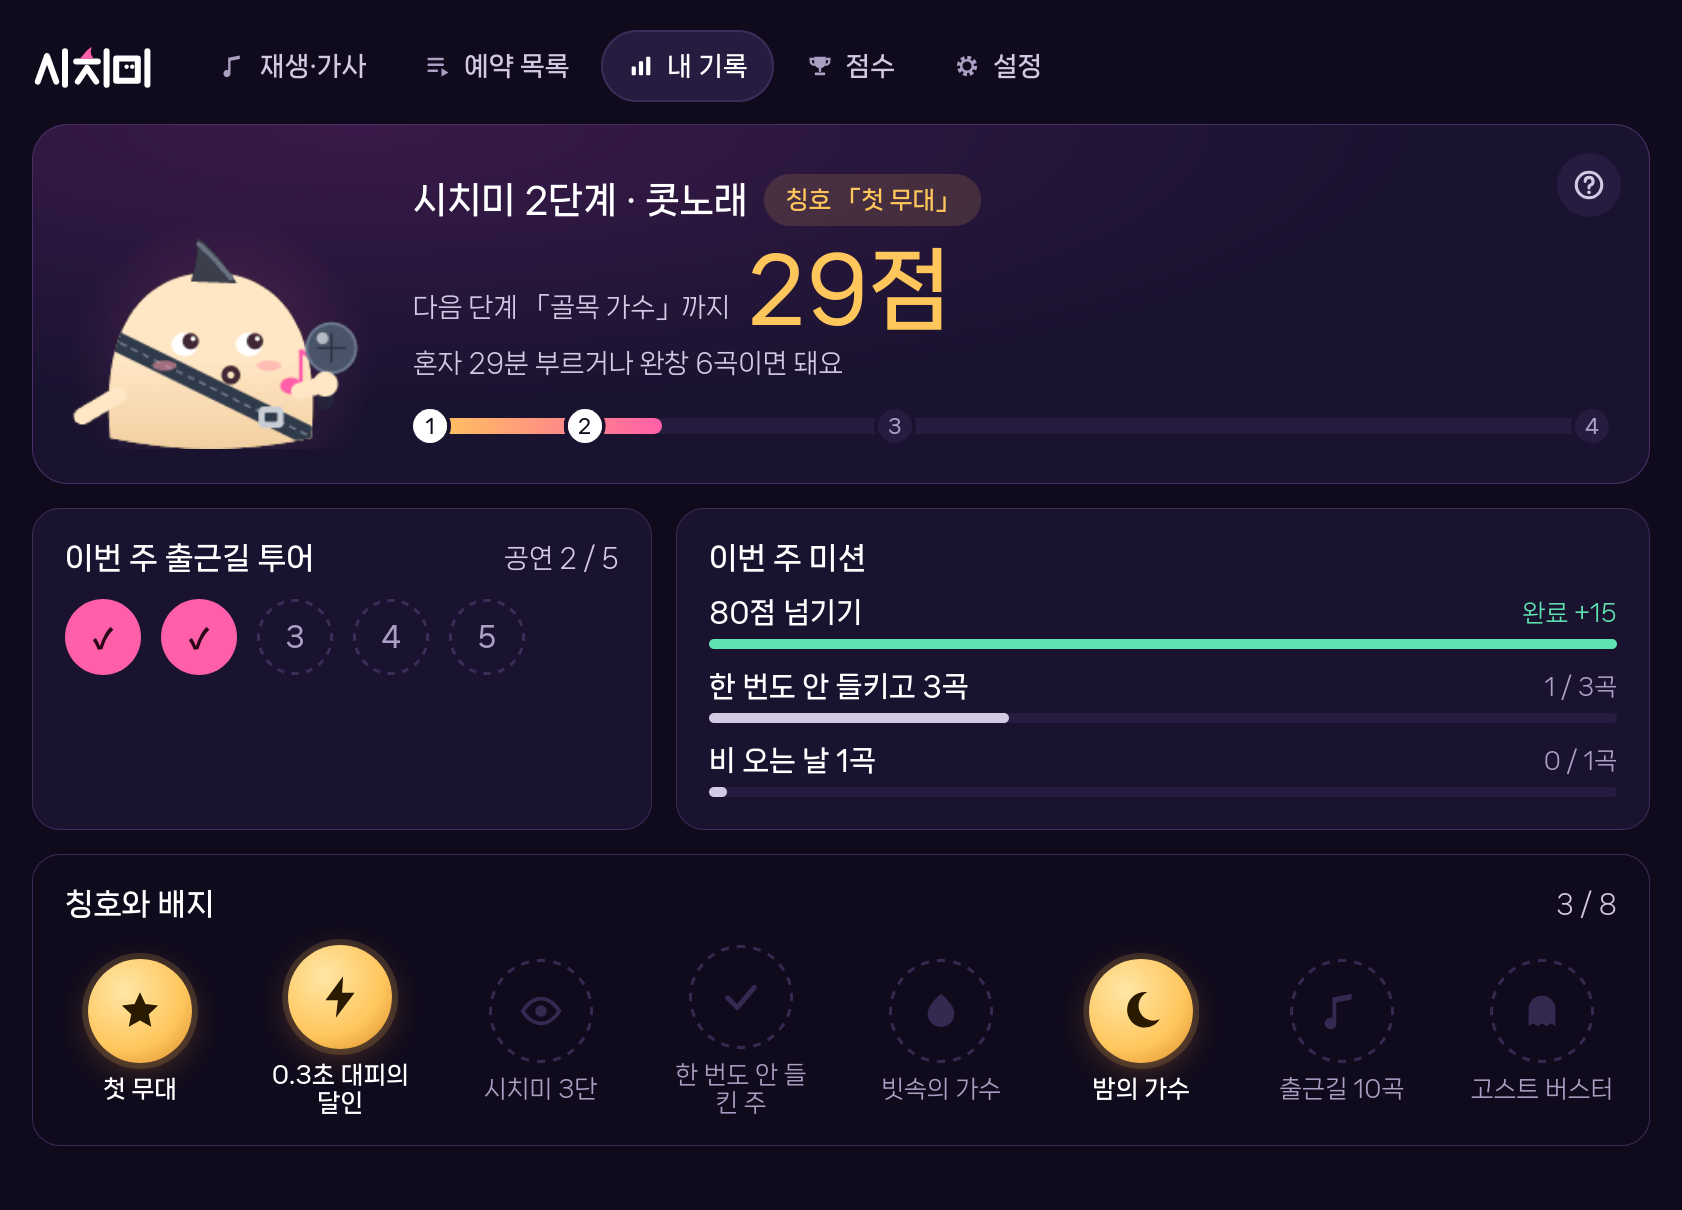 시치미
재생·가사
예약 목록
내 기록
점수
설정
시치미 2단계 · 콧노래
칭호 「첫 무대」
다음 단계 「골목 가수」까지 29점
혼자 29분 부르거나 완창 6곡이면 돼요
1 2 3 4
이번 주 출근길 투어
공연 2 / 5
3 4 5
이번 주 미션
80점 넘기기
완료 +15
한 번도 안 들키고 3곡
1 / 3곡
비 오는 날 1곡
0 / 1곡
칭호와 배지
3 / 8
첫 무대
0.3초 대피의
달인
시치미 3단
한 번도 안 들
킨 주
빗속의 가수
밤의 가수
출근길 10곡
고스트 버스터